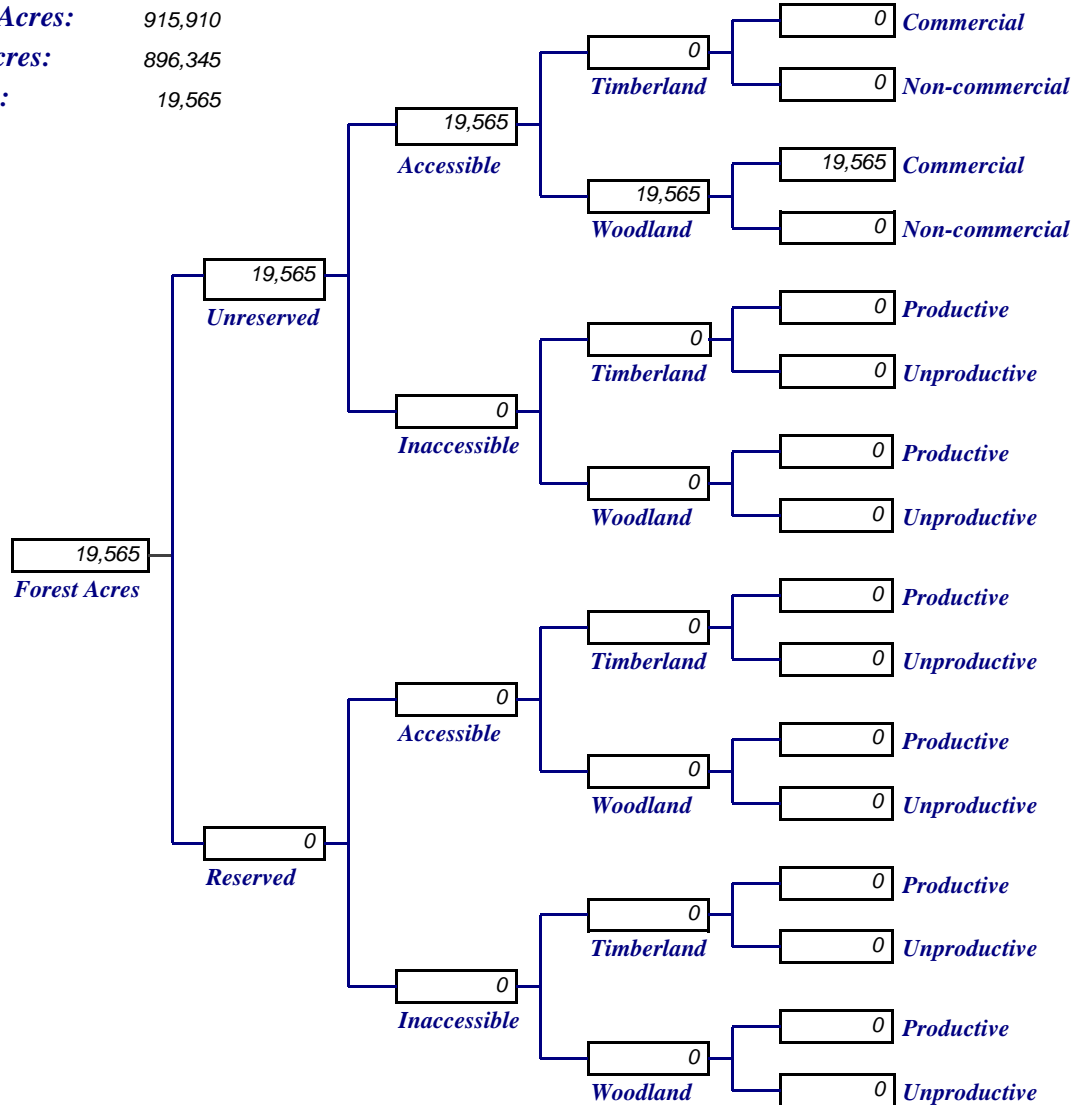 Acres: 915,910
cres: 896,345
: 19,565
0 Commercial
0
Timberland
0 Non-commercial
19,565
Accessible
19,565 Commercial
19,565
Woodland
0 Non-commercial
19,565
Unreserved
0 Productive
0
Timberland
0 Unproductive
0
Inaccessible
0 Productive
0
Woodland
0 Unproductive
19,565
Forest Acres
0 Productive
0
Timberland
0 Unproductive
0
Accessible
0 Productive
0
Woodland
0 Unproductive
0
Reserved
0 Productive
0
Timberland
0 Unproductive
0
Inaccessible
0 Productive
0
Woodland
0 Unproductive